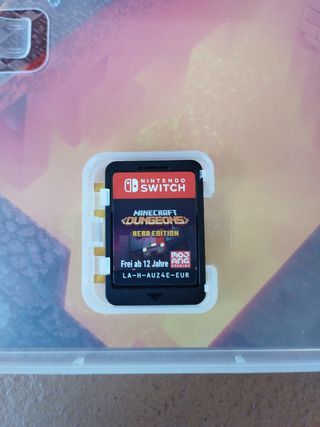 NINTENDO
SWITCH
MINECRAFT
DUNGEONS
HERO EDITION
Frei ab 12 Jahre
MOJANG
STUDIOS
LA-H-AUZ4E-EUR